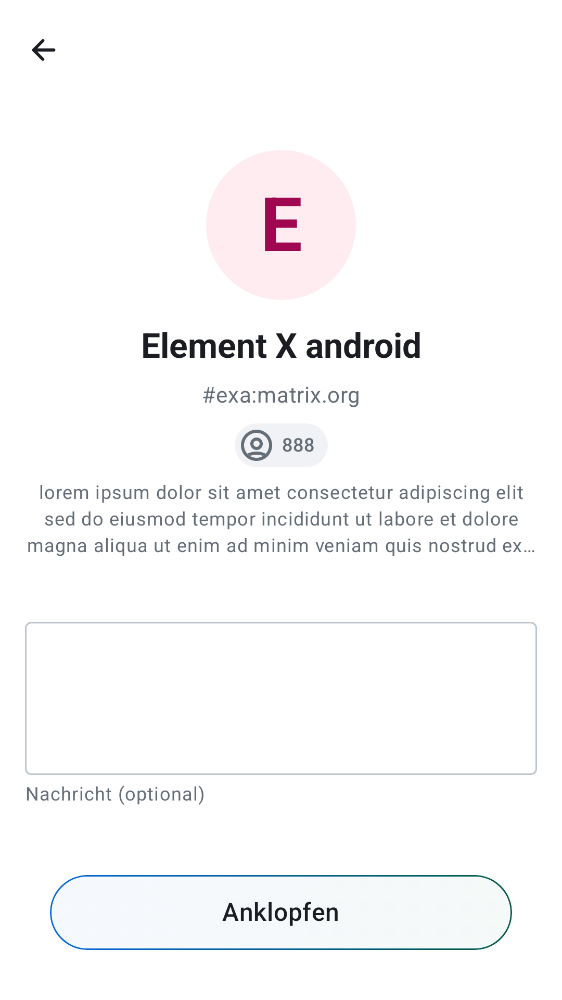 E
Element X android
#exa:matrix.org
888
lorem ipsum dolor sit amet consectetur adipiscing elit
sed do eiusmod tempor incididunt ut labore et dolore
magna aliqua ut enim ad minim veniam quis nostrud ex…
Nachricht (optional)
Anklopfen